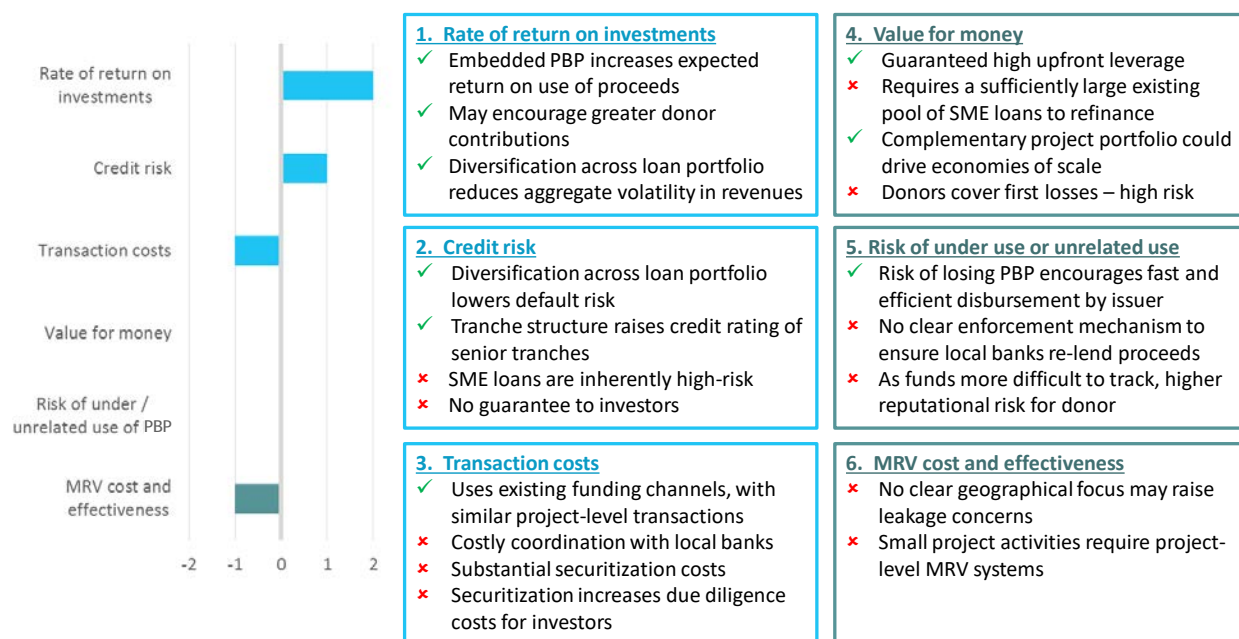 Rate of return on
investments
Credit risk
Transaction costs
Value for money
Risk of under /
unrelated use of PBP
MRV cost and
effectiveness
-2 -1 0 1 2
1. Rate of return on investments
✓ Embedded PBP increases expected
return on use of proceeds
✓ May encourage greater donor
contributions
✓ Diversification across loan portfolio
reduces aggregate volatility in revenues
2. Credit risk
✓ Diversification across loan portfolio
lowers default risk
✓ Tranche structure raises credit rating of
senior tranches
✘ SME loans are inherently high-risk
✘ No guarantee to investors
3. Transaction costs
✓ Uses existing funding channels, with
similar project-level transactions
✘ Costly coordination with local banks
✘ Substantial securitization costs
✘ Securitization increases due diligence
costs for investors
4. Value for money
✓ Guaranteed high upfront leverage
✘ Requires a sufficiently large existing
pool of SME loans to refinance
✓ Complementary project portfolio could
drive economies of scale
✘ Donors cover first losses – high risk
5. Risk of under use or unrelated use
✓ Risk of losing PBP encourages fast and
efficient disbursement by issuer
✘ No clear enforcement mechanism to
ensure local banks re-lend proceeds
✘ As funds more difficult to track, higher
reputational risk for donor
6. MRV cost and effectiveness
✘ No clear geographical focus may raise
leakage concerns
✘ Small project activities require project-
level MRV systems